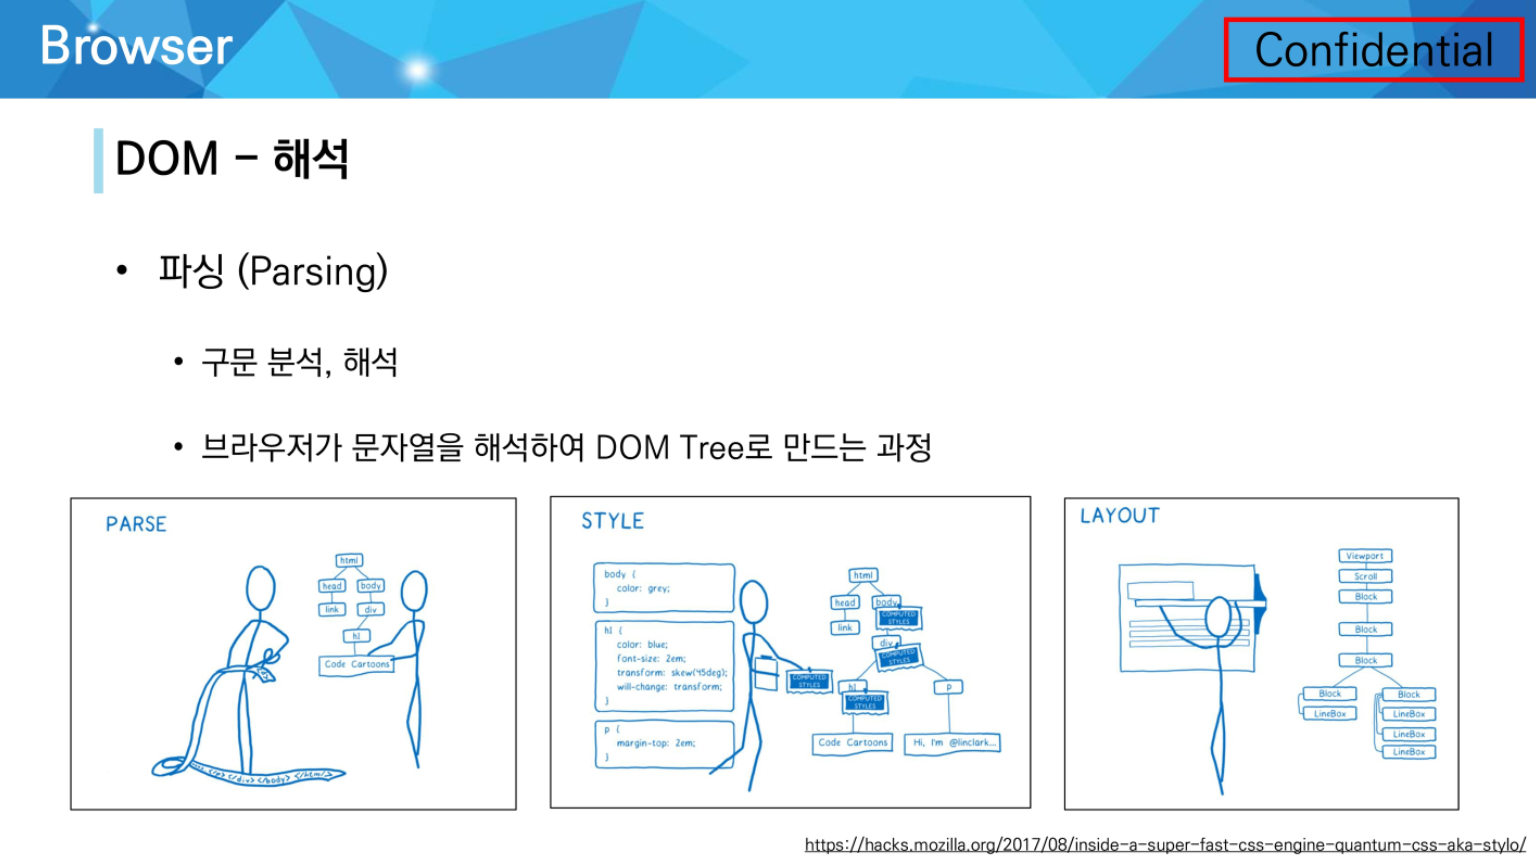 Browser
Confidential
DOM – 해석
• 파싱 (Parsing)
• 구문 분석, 해석
• 브라우저가 문자열을 해석하여 DOM Tree로 만드는 과정
PARSE
html
head body
link div
h1
Code Cartoons
</div> </body> </html>
STYLE
body {
color: grey;
}
h1 {
color: blue;
font-size: 2em;
transform: skew(45deg);
will-change: transform;
}
p {
margin-top: 2em;
}
html
head body
COMPUTED STYLES
link
div
COMPUTED STYLES
COMPUTED STYLES
h1
p
COMPUTED STYLES
Code Cartoons
Hi, I'm @linclark...
LAYOUT
Viewport
Scroll
Block
Block
Block
Block Block
LineBox LineBox
LineBox
LineBox
https://hacks.mozilla.org/2017/08/inside-a-super-fast-css-engine-quantum-css-aka-stylo/